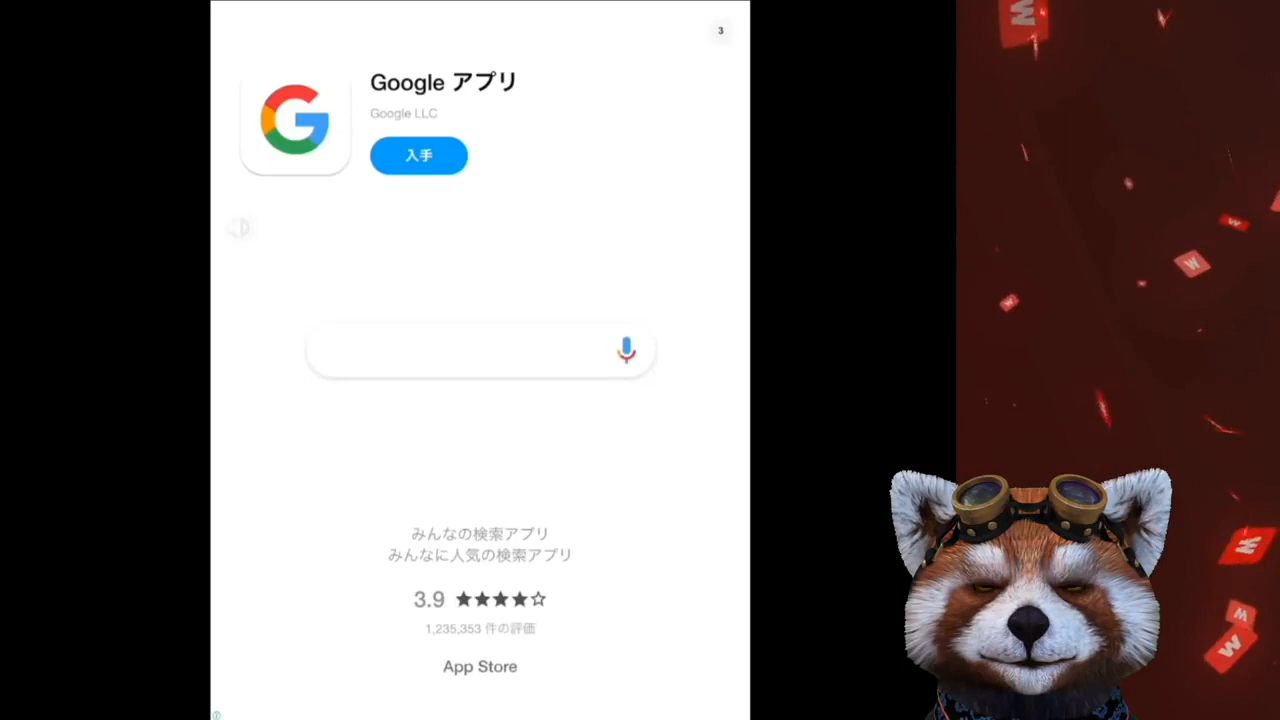 3
Google アプリ
Google LLC
入手
みんなの検索アプリ
みんなに人気の検索アプリ
3.9 ★★★★☆
1,235,353 件の評価
App Store
W
W
W
W
W
W